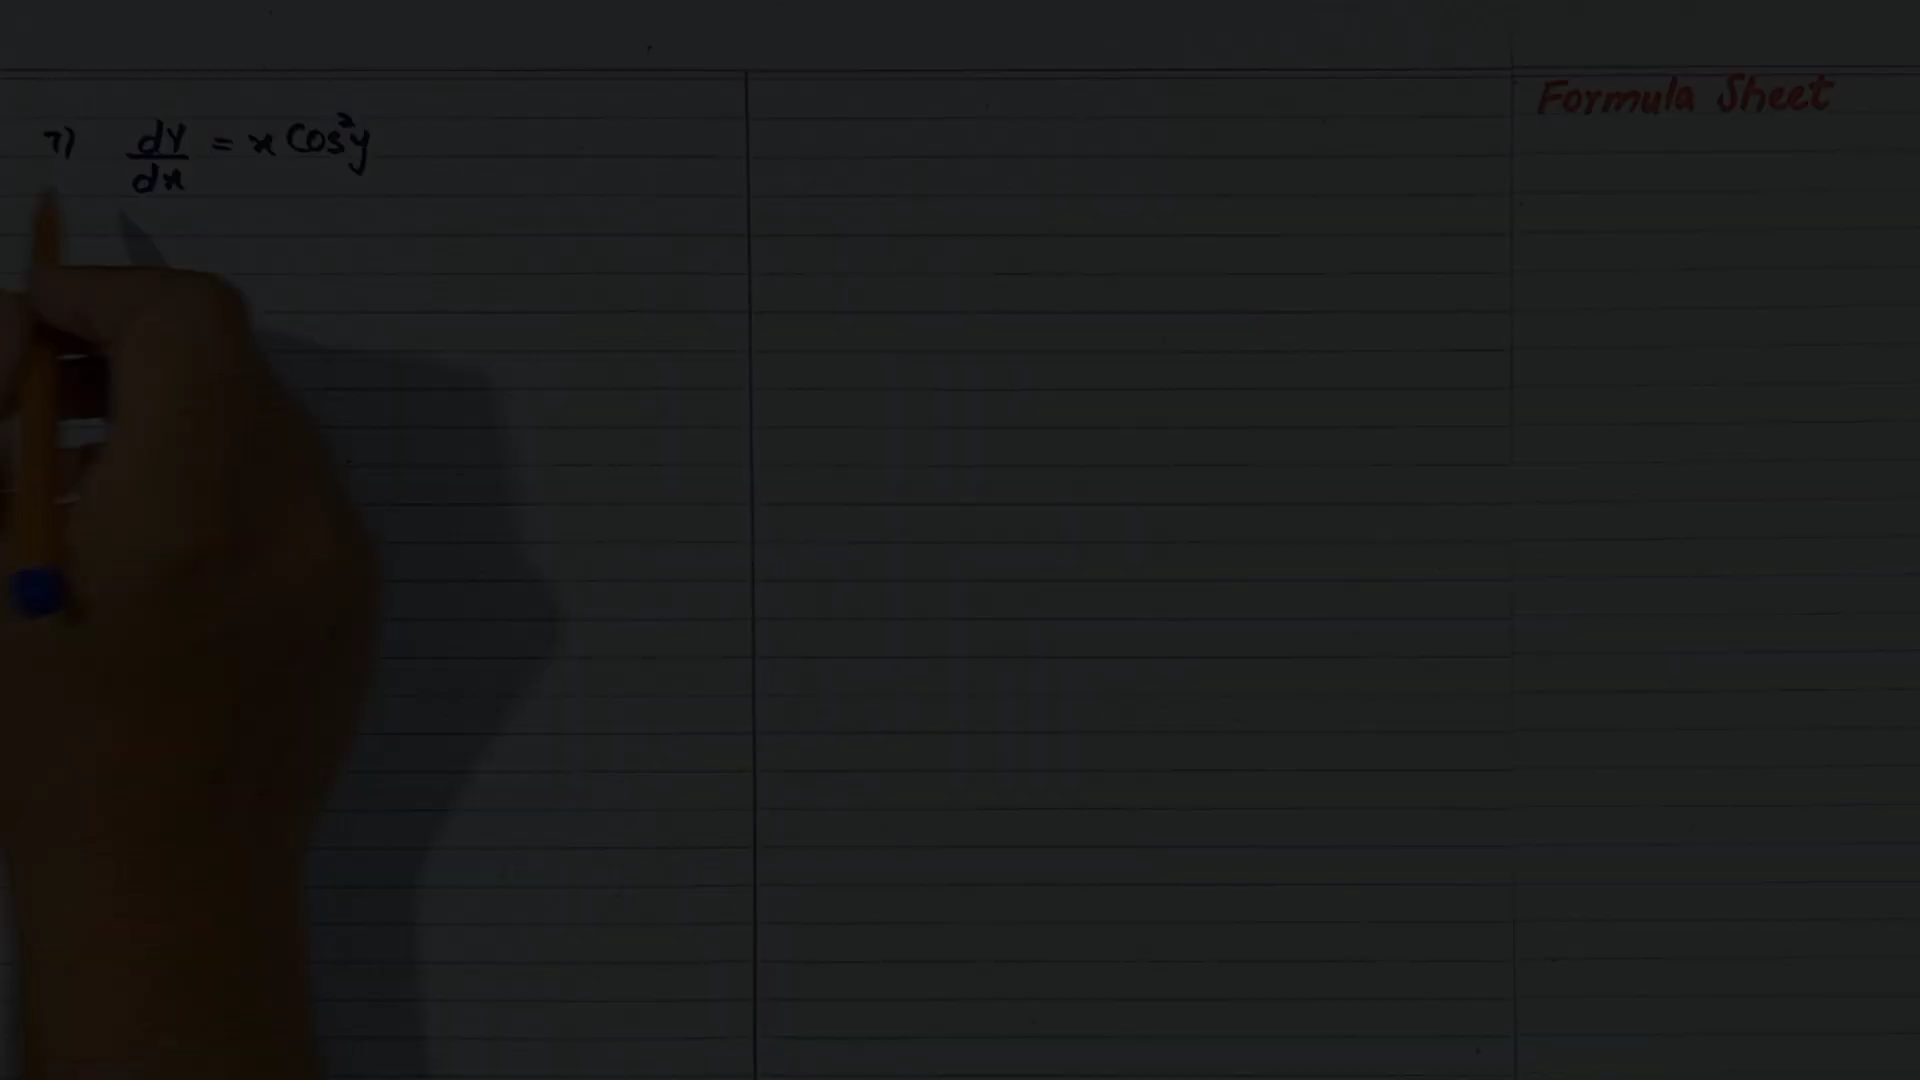 Formula Sheet
7) dy/dx = x Cos²y